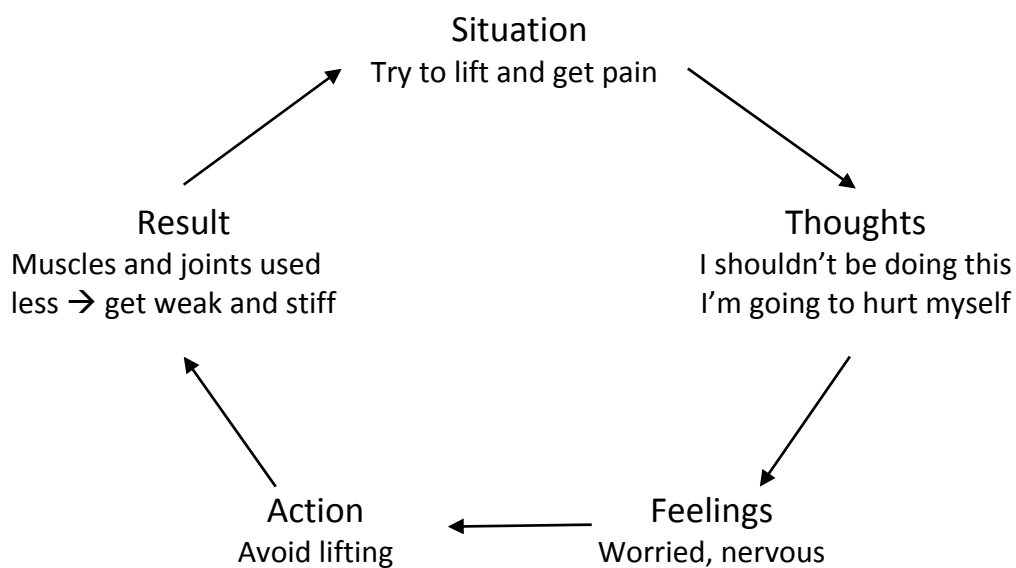 Situation
Try to lift and get pain
Thoughts
I shouldn't be doing this
I'm going to hurt myself
Feelings
Worried, nervous
Action
Avoid lifting
Result
Muscles and joints used
less → get weak and stiff